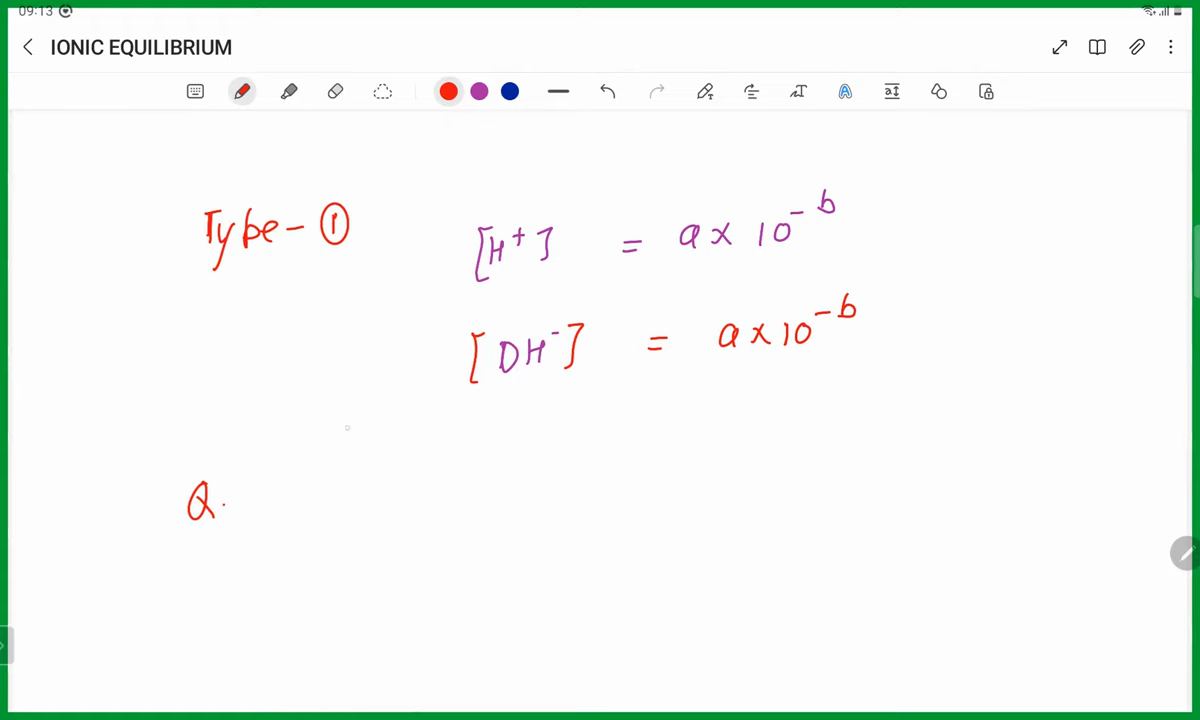 09:13
IONIC EQUILIBRIUM
Type - ① [H⁺] = a × 10⁻ᵇ
[OH⁻] = a × 10⁻ᵇ
Q.